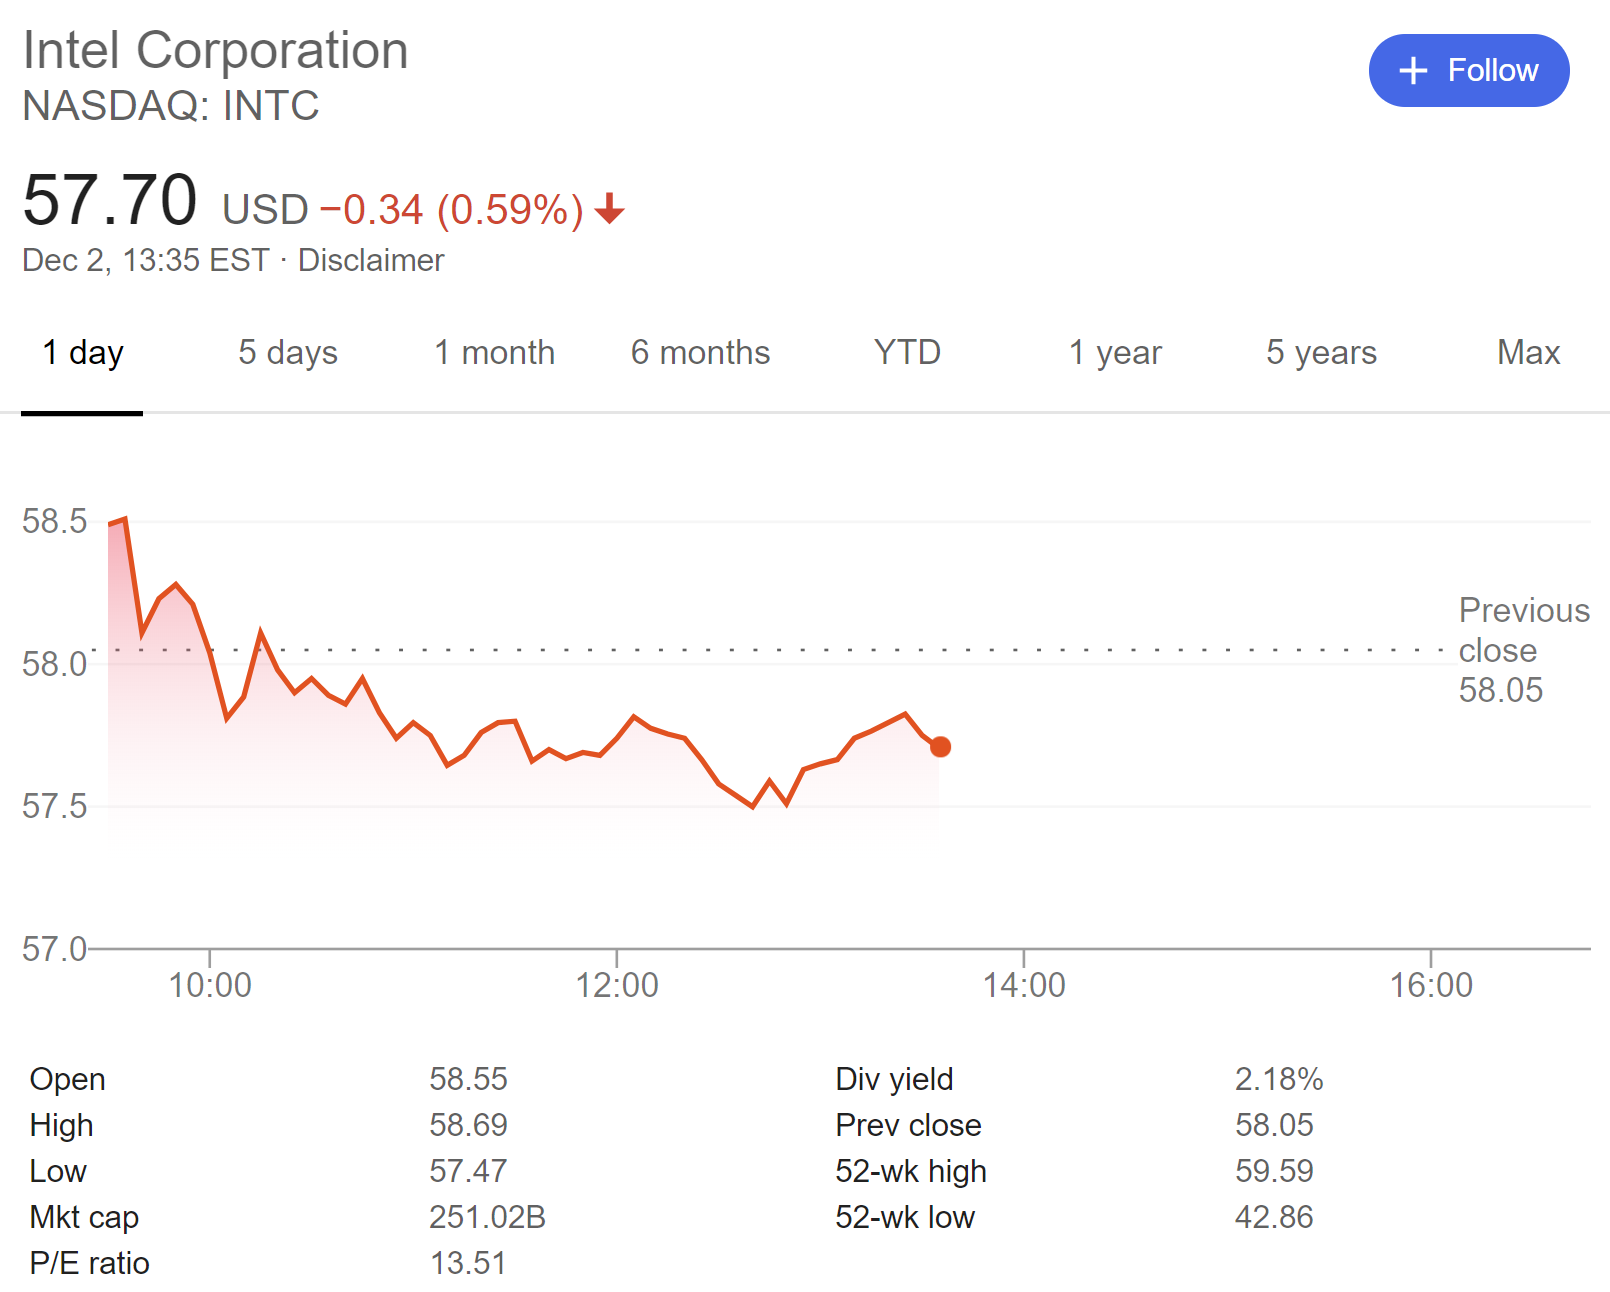 Intel Corporation
NASDAQ: INTC
+ Follow
57.70 USD −0.34 (0.59%)
Dec 2, 13:35 EST · Disclaimer
1 day 5 days 1 month 6 months YTD 1 year 5 years Max
58.5
58.0
57.5
57.0
Previous
close
58.05
10:00 12:00 14:00 16:00
Open 58.55 Div yield 2.18%
High 58.69 Prev close 58.05
Low 57.47 52-wk high 59.59
Mkt cap 251.02B 52-wk low 42.86
P/E ratio 13.51